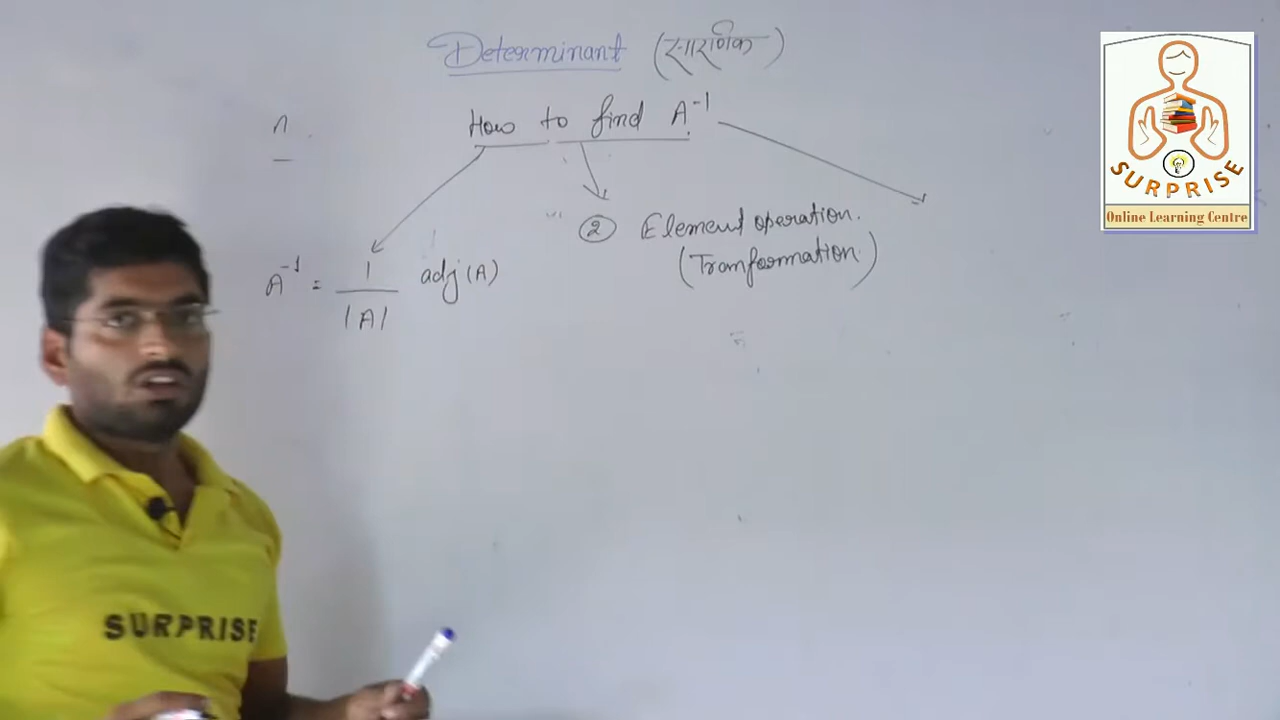 Determinant (सारणिक)
n
How to find A⁻¹
② Element operation.
(Tranformation)
A⁻¹ = 1/|A| adj(A)
SURPRISE
Online Learning Centre
SURPRISE